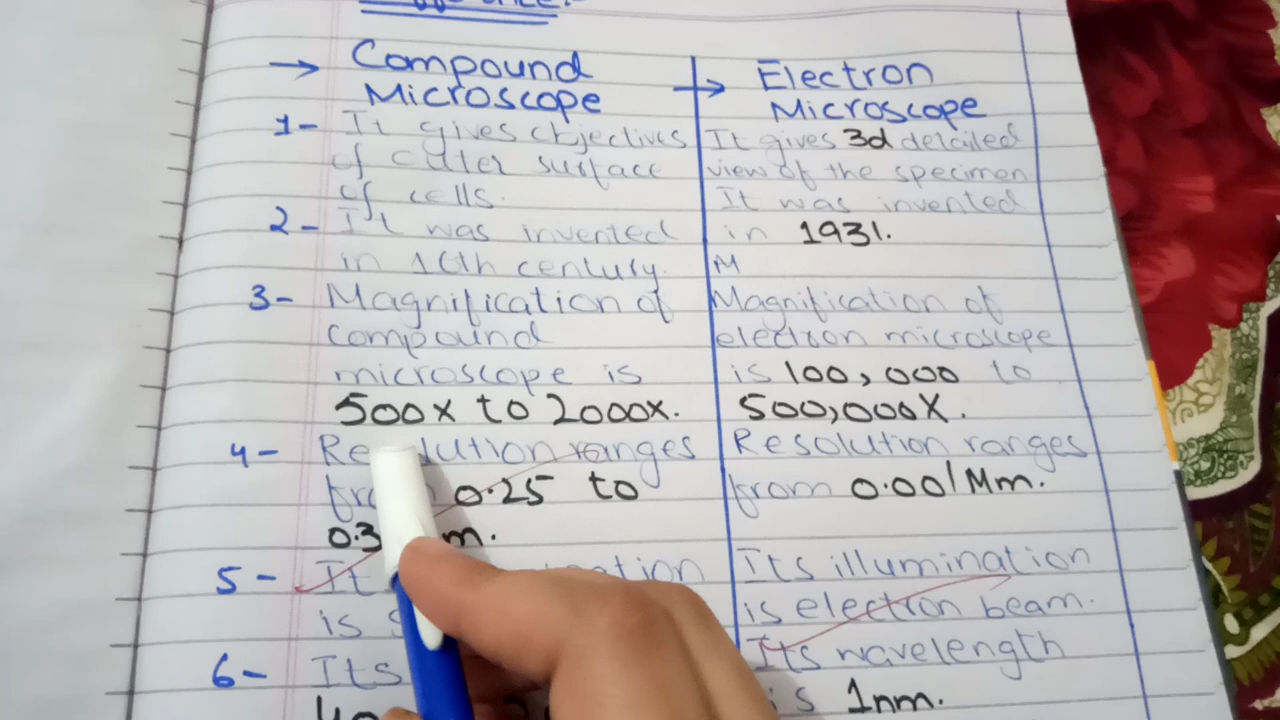 → Compound
Microscope
1- It gives objectives
of outer surface
of cells.
2- It was invented
in 16th century.
3- Magnification of
compound
microscope is
500x to 2000x.
4- Resolution ranges
0.25 to
5- It
is
6- Its
→ Electron
Microscope
It gives 3d detailed
view of the specimen.
It was invented
in 1931.
M
Magnification of
electron microscope
is 100,000 to
500,000X.
Resolution ranges
from 0.001Mm.
Its illumination
is electron beam.
Its wavelength
is 1nm.